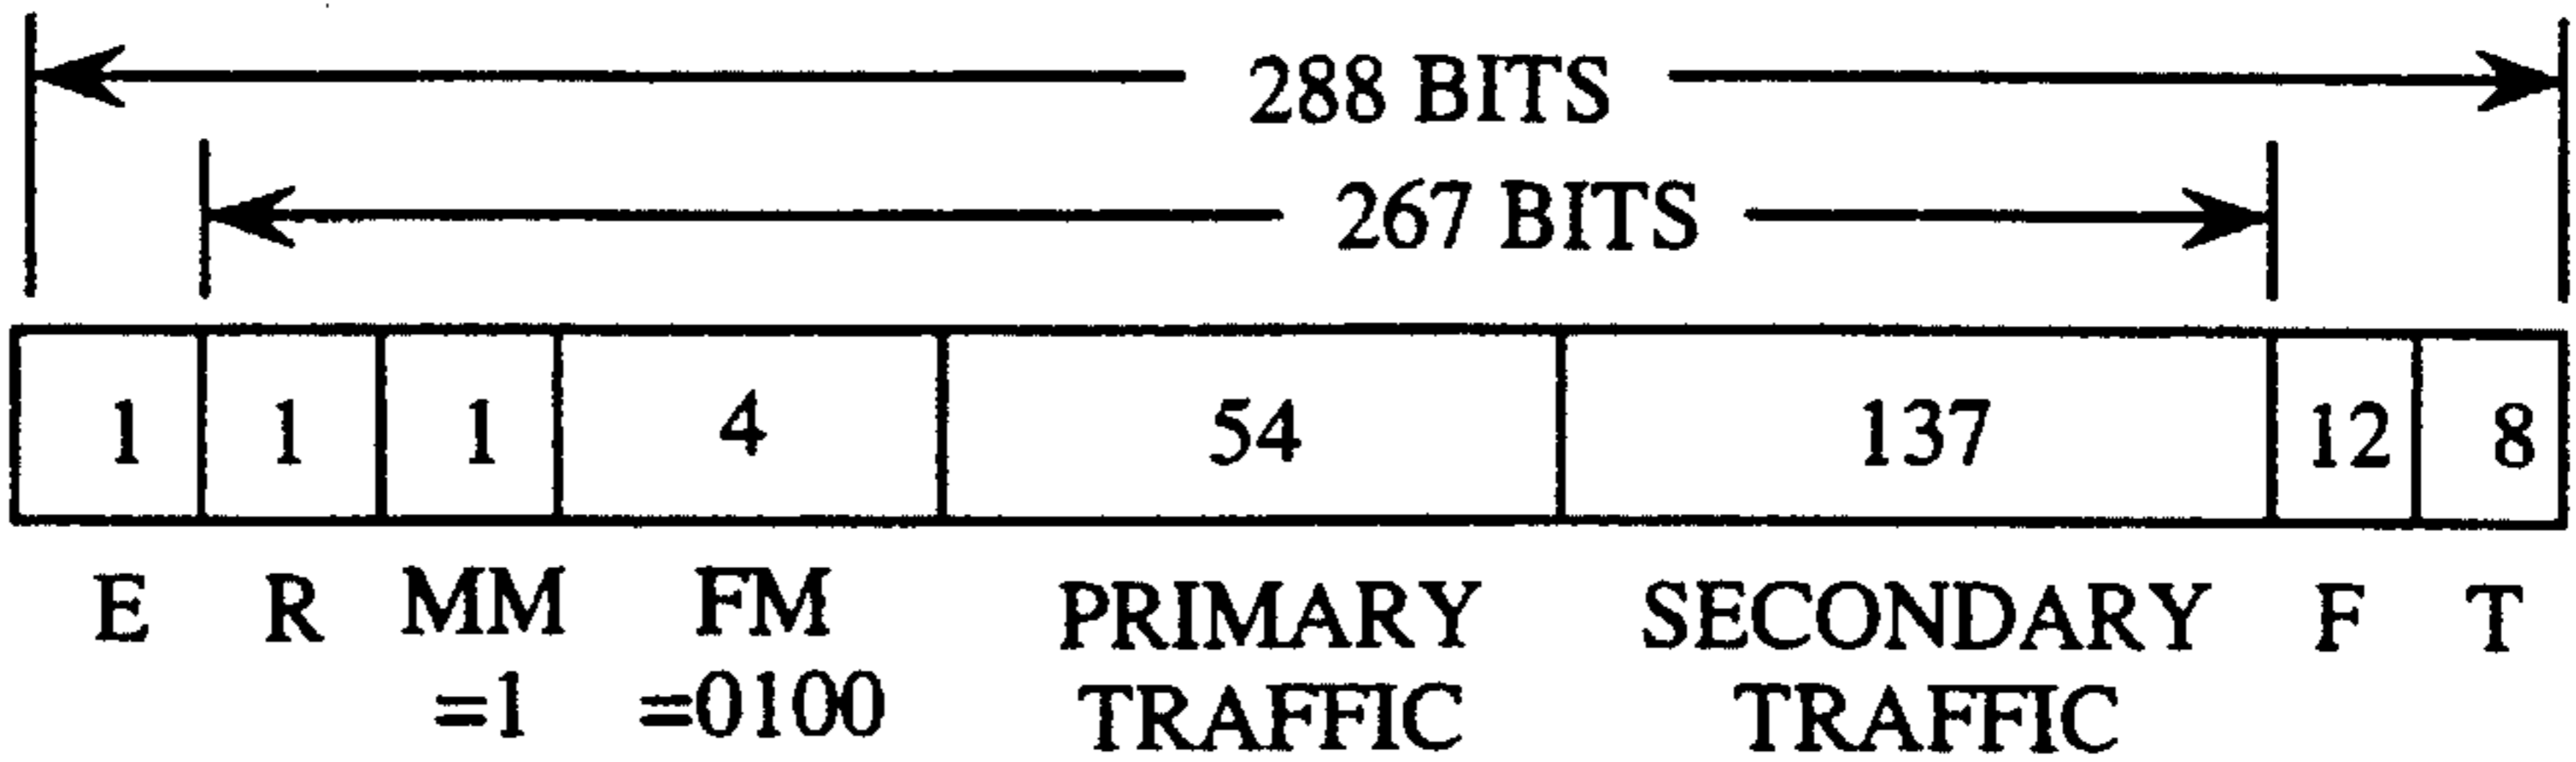 288 BITS
267 BITS
1 1 1 4 54 137 12 8
E R MM FM PRIMARY SECONDARY F T
=1 =0100 TRAFFIC TRAFFIC